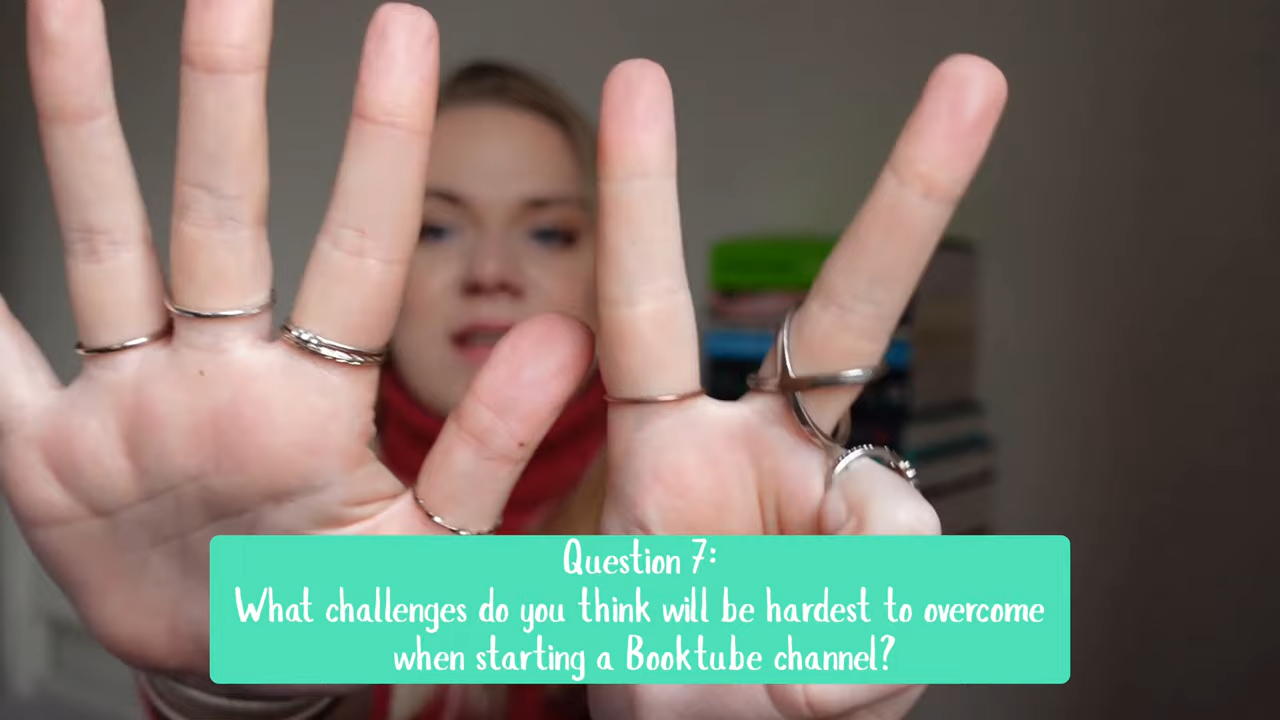 Question 7:
What challenges do you think will be hardest to overcome
when starting a Booktube channel?